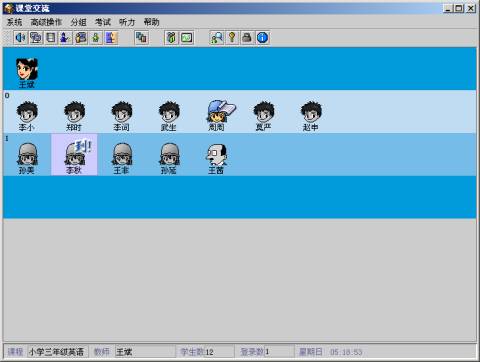 课堂交流
系统 高级操作 分组 考试 听力 帮助
王斌
0
李小 郑时 李词 武生 周周 莫严 赵申
1
到!
孙美 李秋 王非 孙延 王茜
课程 小学三年级英语 教师 王斌 学生数 12 登录数 1 星期日 05:18:53